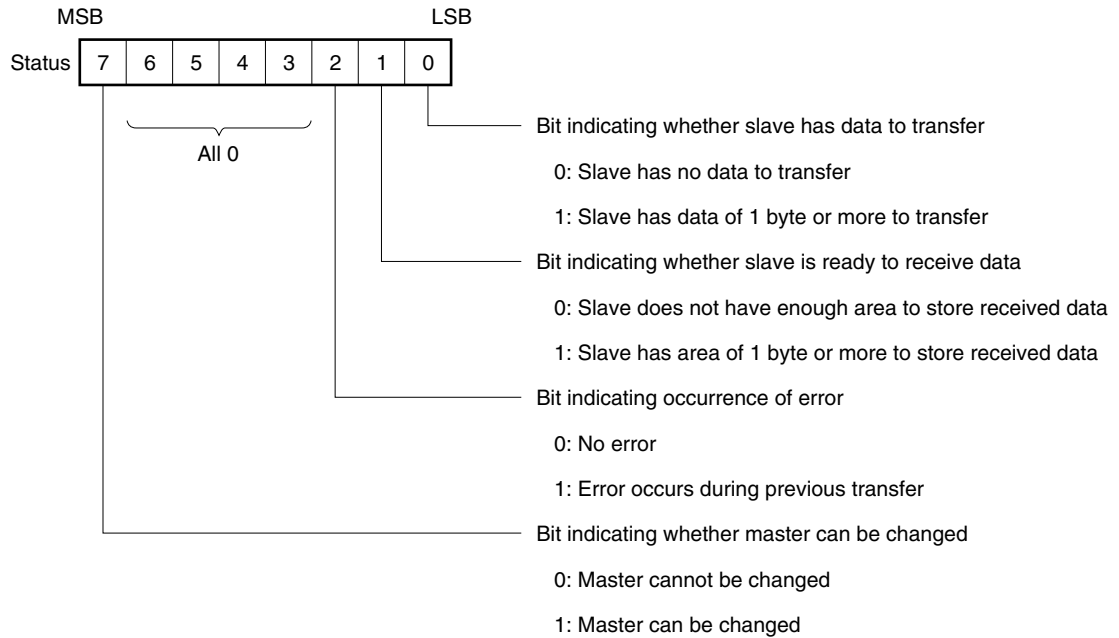 MSB LSB
Status 7 6 5 4 3 2 1 0
Bit indicating whether slave has data to transfer
All 0
0: Slave has no data to transfer
1: Slave has data of 1 byte or more to transfer
Bit indicating whether slave is ready to receive data
0: Slave does not have enough area to store received data
1: Slave has area of 1 byte or more to store received data
Bit indicating occurrence of error
0: No error
1: Error occurs during previous transfer
Bit indicating whether master can be changed
0: Master cannot be changed
1: Master can be changed